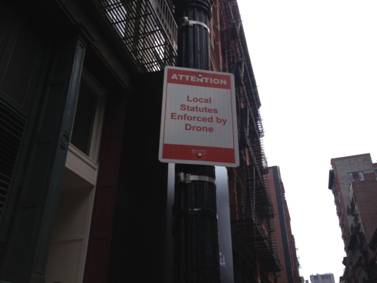 ATTENTION
Local
Statutes
Enforced by
Drone